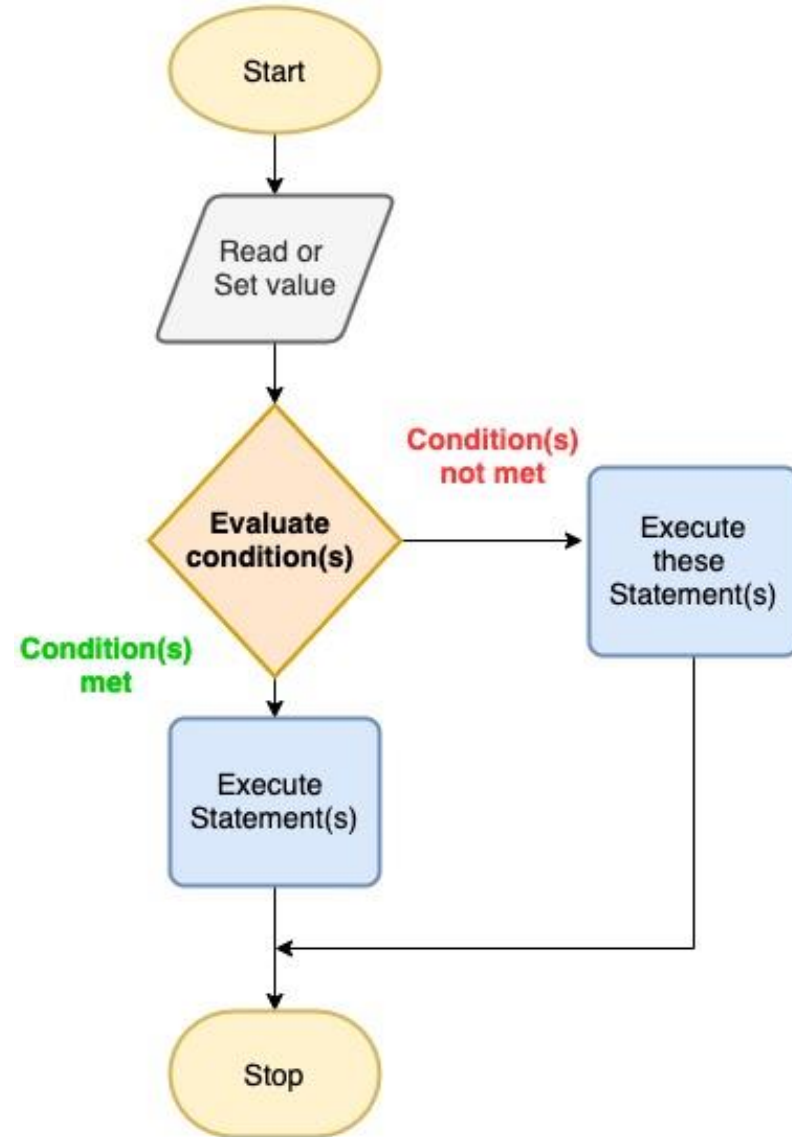 Start
Read or
Set value
Condition(s)
not met
Evaluate
condition(s)
Execute
these
Statement(s)
Condition(s)
met
Execute
Statement(s)
Stop